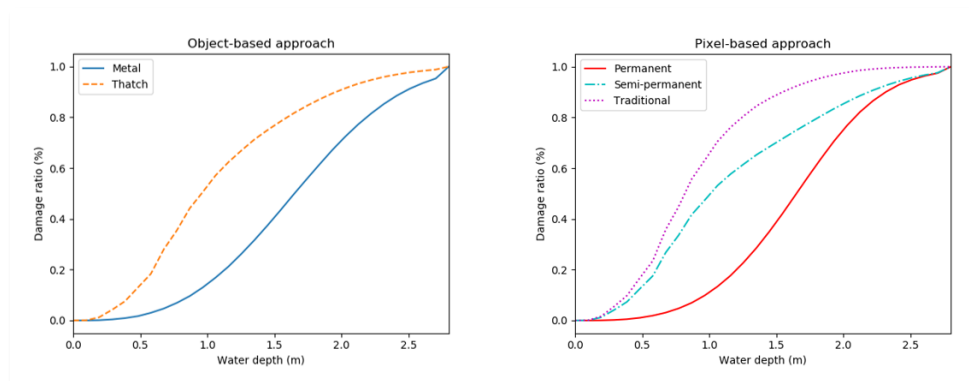 Object-based approach
Metal
Thatch
1.0
0.8
0.6
0.4
0.2
0.0
Damage ratio (%)
0.0 0.5 1.0 1.5 2.0 2.5
Water depth (m)
Pixel-based approach
Permanent
Semi-permanent
Traditional
1.0
0.8
0.6
0.4
0.2
0.0
Damage ratio (%)
0.0 0.5 1.0 1.5 2.0 2.5
Water depth (m)